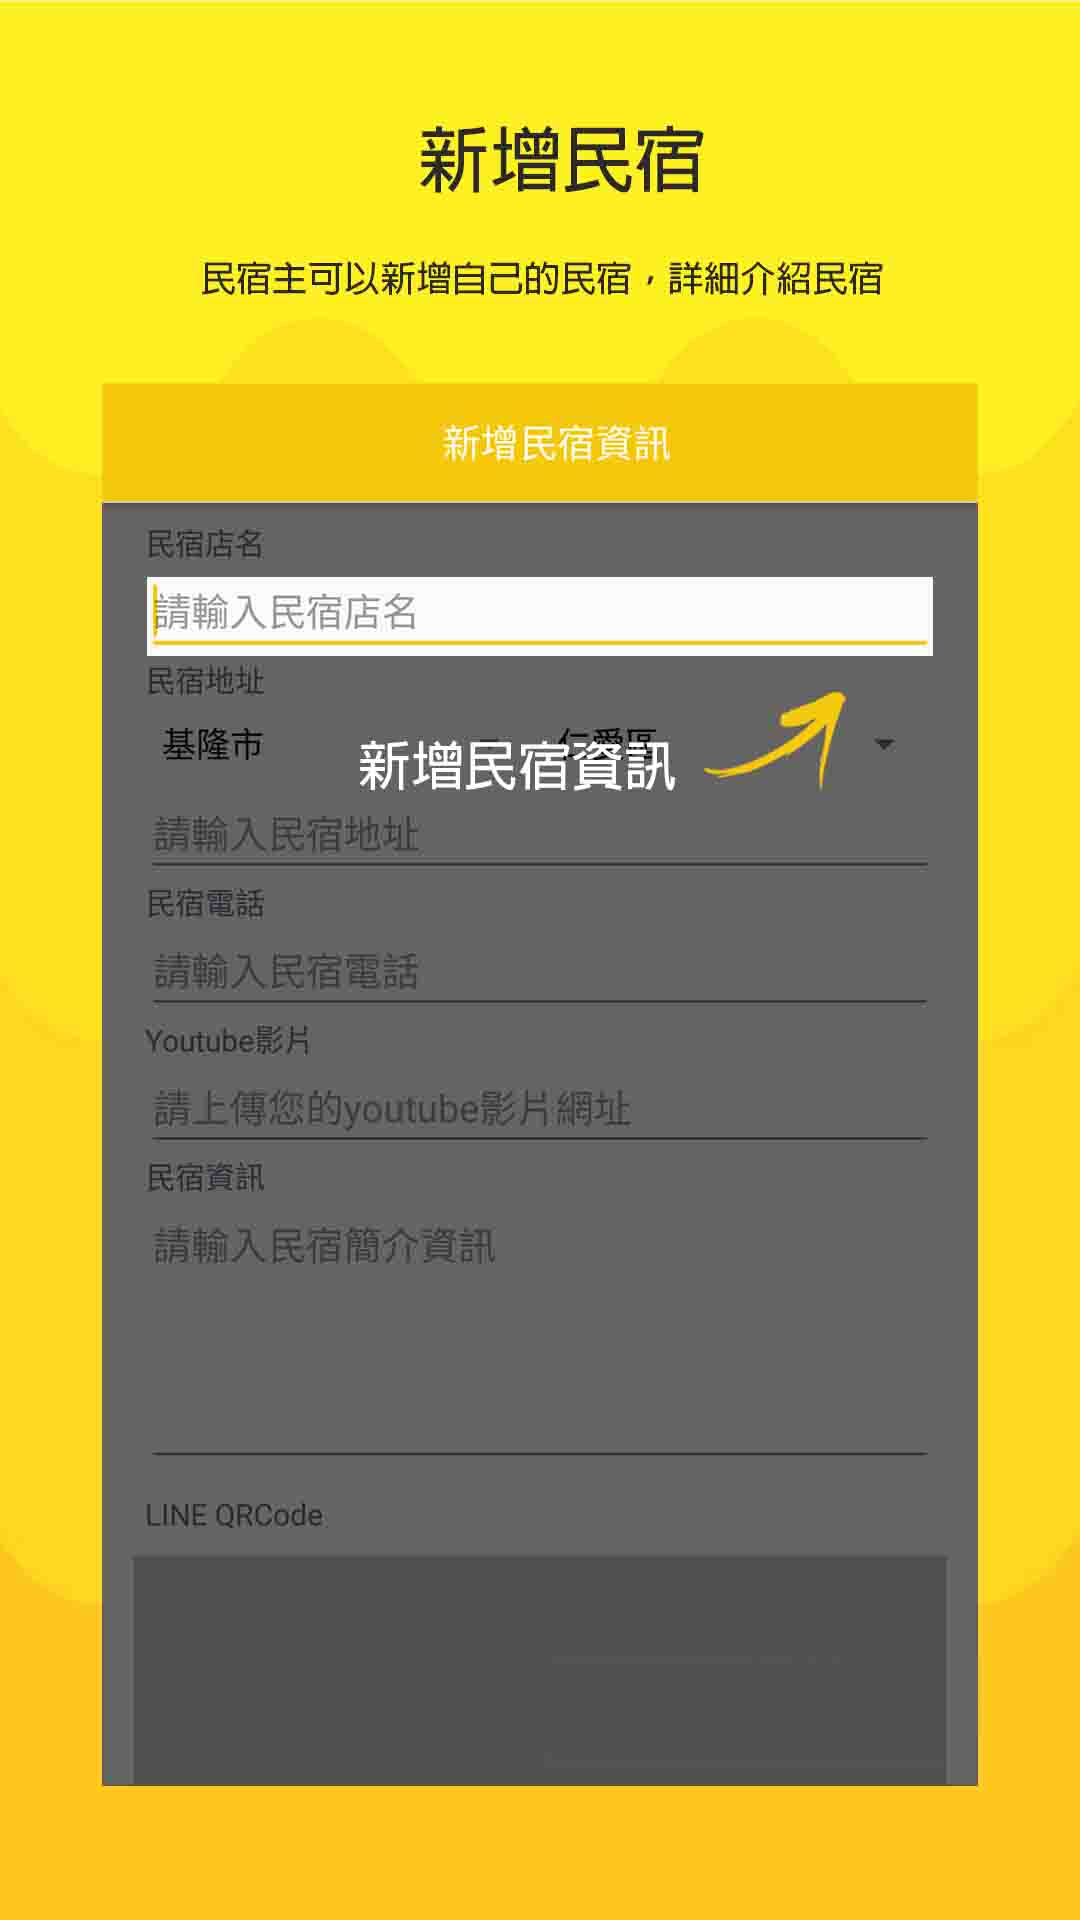 新增民宿
民宿主可以新增自己的民宿，詳細介紹民宿
新增民宿資訊
民宿店名
請輸入民宿店名
民宿地址
基隆市 仁愛區
新增民宿資訊
請輸入民宿地址
民宿電話
請輸入民宿電話
Youtube影片
請上傳您的youtube影片網址
民宿資訊
請輸入民宿簡介資訊
LINE QRCode